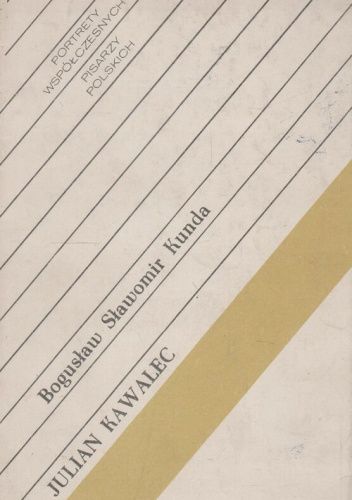 PORTRETY
WSPÓŁCZESNYCH
PISARZY
POLSKICH
Bogusław Sławomir Kunda
JULIAN KAWALEC